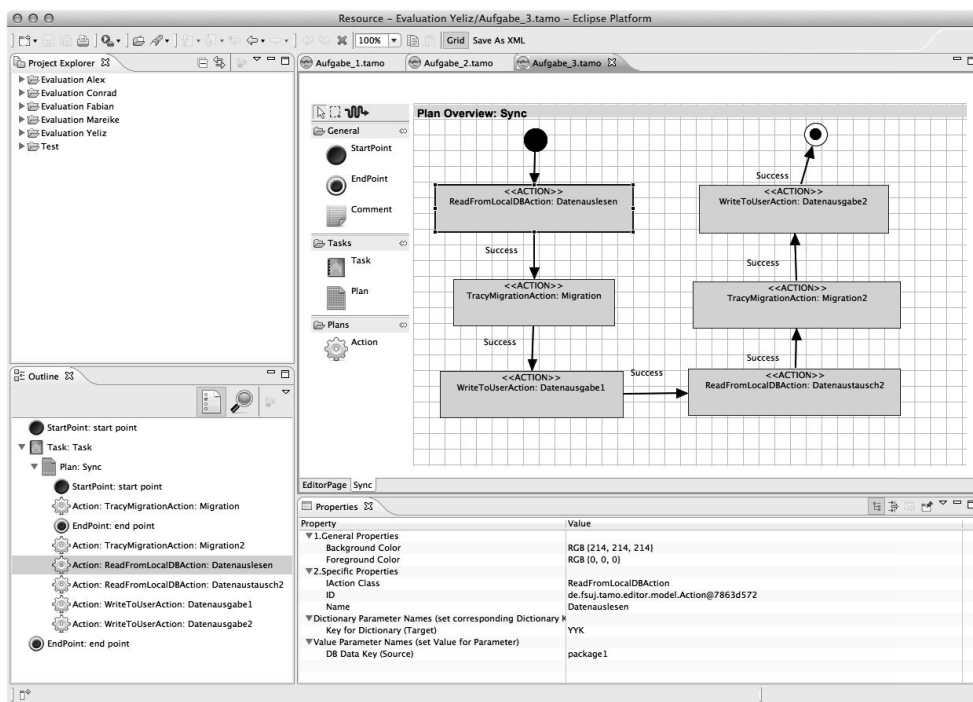 Resource – Evaluation Yeliz/Aufgabe_3.tamo – Eclipse Platform
100% Grid Save As XML
Project Explorer
Evaluation Alex
Evaluation Conrad
Evaluation Fabian
Evaluation Mareike
Evaluation Yeliz
Test
Outline
StartPoint: start point
Task: Task
Plan: Sync
StartPoint: start point
Action: TracyMigrationAction: Migration
EndPoint: end point
Action: TracyMigrationAction: Migration2
Action: ReadFromLocalDBAction: Datenauslesen
Action: ReadFromLocalDBAction: Datenaustausch2
Action: WriteToUserAction: Datenausgabe1
Action: WriteToUserAction: Datenausgabe2
EndPoint: end point
Aufgabe_1.tamo Aufgabe_2.tamo Aufgabe_3.tamo
General
StartPoint
EndPoint
Comment
Tasks
Task
Plan
Plans
Action
Plan Overview: Sync
<<ACTION>>
ReadFromLocalDBAction: Datenauslesen
Success
<<ACTION>>
TracyMigrationAction: Migration
Success
<<ACTION>>
WriteToUserAction: Datenausgabe1
Success
<<ACTION>>
ReadFromLocalDBAction: Datenaustausch2
Success
<<ACTION>>
TracyMigrationAction: Migration2
Success
<<ACTION>>
WriteToUserAction: Datenausgabe2
Success
EditorPage Sync
Properties
Property Value
1.General Properties
Background Color RGB {214, 214, 214}
Foreground Color RGB {0, 0, 0}
2.Specific Properties
IAction Class ReadFromLocalDBAction
ID de.fsuj.tamo.editor.model.Action@7863d572
Name Datenauslesen
Dictionary Parameter Names (set corresponding Dictionary K
Key for Dictionary (Target) YYK
Value Parameter Names (set Value for Parameter)
DB Data Key (Source) package1